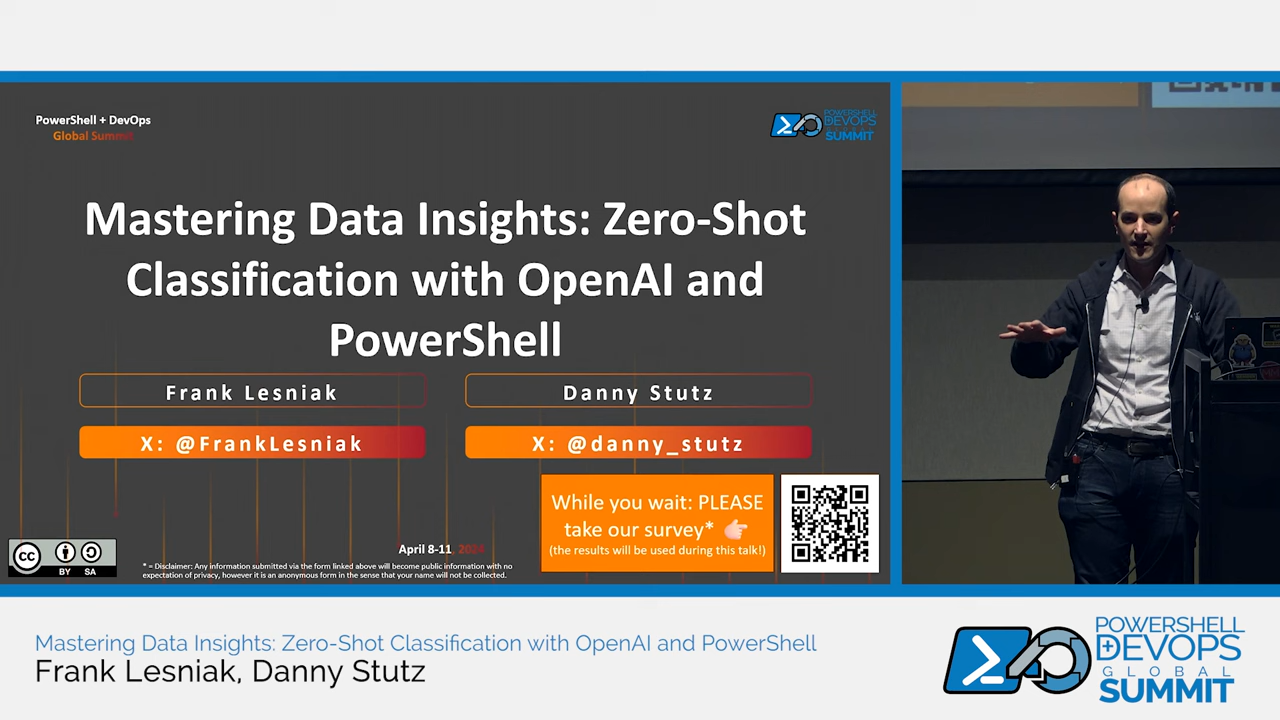 PowerShell + DevOps
Global Summit
POWERSHELL
DEVOPS
GLOBAL
SUMMIT
Mastering Data Insights: Zero-Shot
Classification with OpenAI and
PowerShell
Frank Lesniak
Danny Stutz
X: @FrankLesniak
X: @danny_stutz
While you wait: PLEASE
take our survey*
(the results will be used during this talk!)
April 8-11, 2024
* = Disclaimer: Any information submitted via the form linked above will become public information with no
expectation of privacy, however it is an anonymous form in the sense that your name will not be collected.
cc
BY SA
Mastering Data Insights: Zero-Shot Classification with OpenAI and PowerShell
Frank Lesniak, Danny Stutz
POWERSHELL
DEVOPS
GLOBAL
SUMMIT